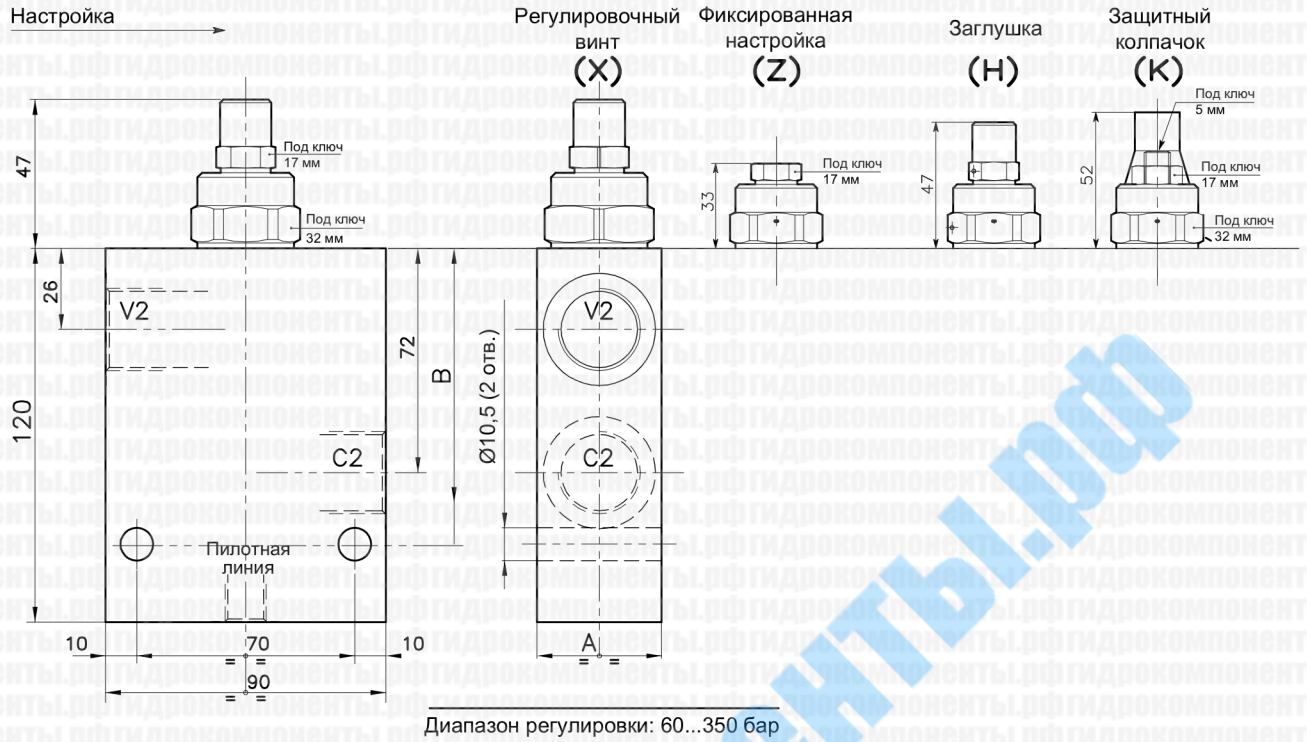 Настройка
Регулировочный
винт
(X)
Фиксированная
настройка
(Z)
Заглушка
(H)
Защитный
колпачок
(K)
Под ключ
5 мм
Под ключ
17 мм
47
Под ключ
32 мм
33
Под ключ
17 мм
47
52
Под ключ
17 мм
Под ключ
32 мм
26
V2
120
72
B
C2
Пилотная
линия
10
70
10
= =
90
= =
Ø10,5 (2 отв.)
V2
C2
A
= =
Диапазон регулировки: 60...350 бар